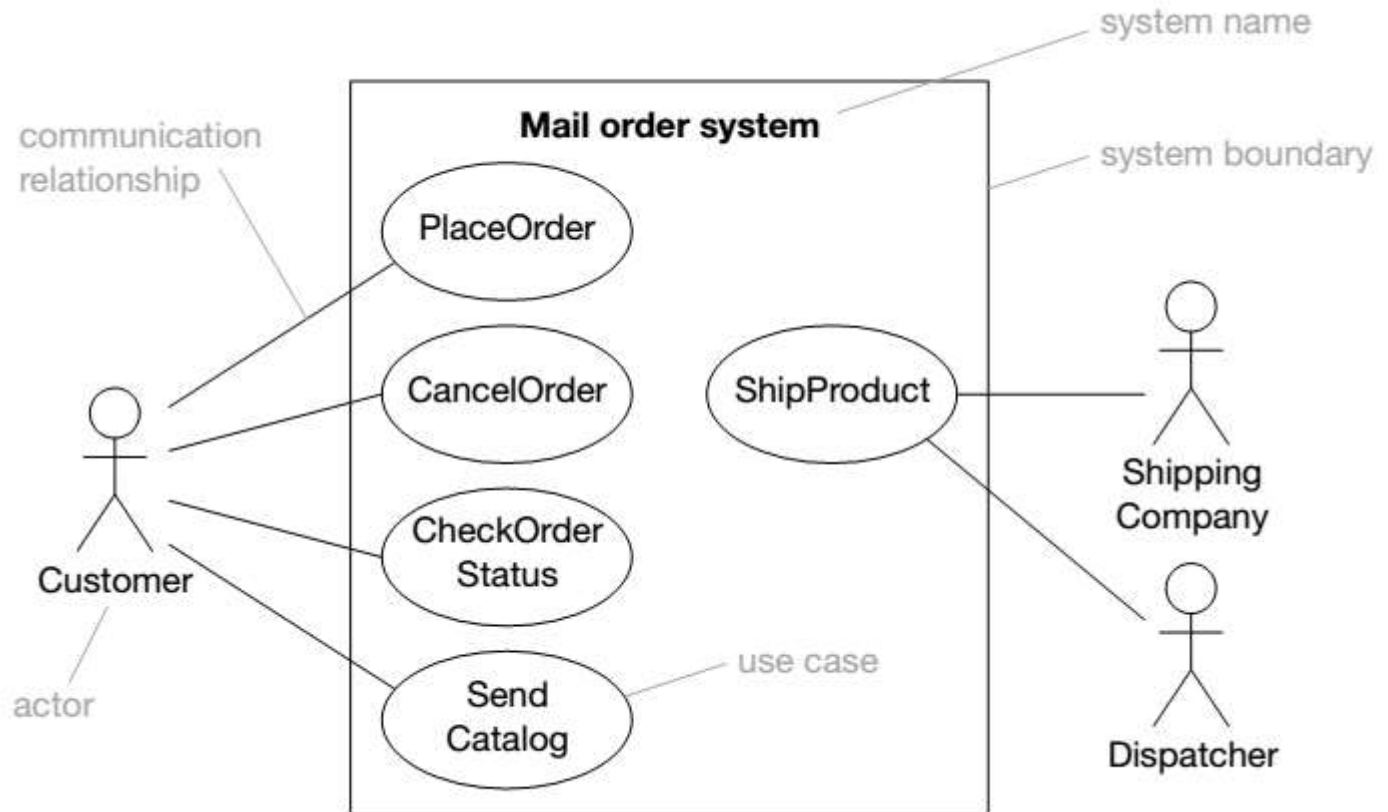 system name
Mail order system
communication
relationship
system boundary
PlaceOrder
CancelOrder
ShipProduct
Shipping
Company
CheckOrder
Status
Customer
use case
Send
Catalog
actor
Dispatcher